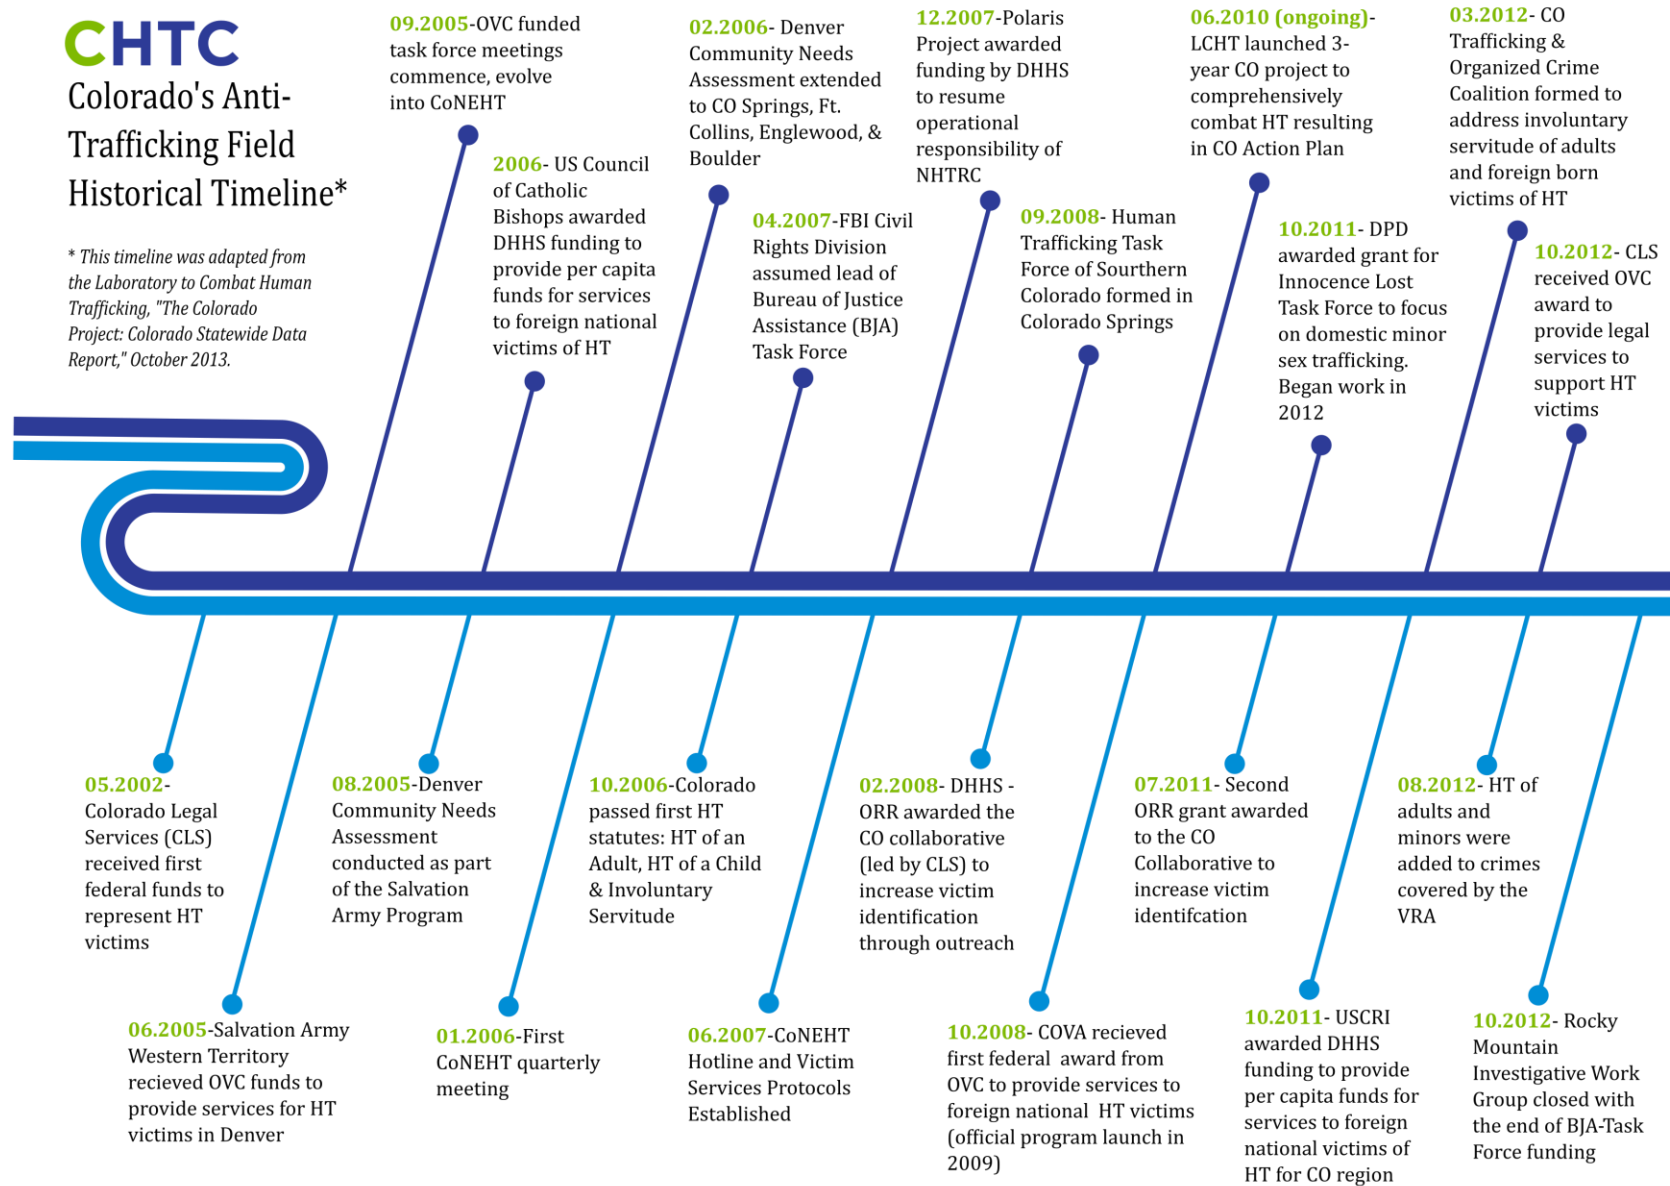 CHTC
Colorado's Anti-
Trafficking Field
Historical Timeline*
* This timeline was adapted from
the Laboratory to Combat Human
Trafficking, "The Colorado
Project: Colorado Statewide Data
Report," October 2013.
09.2005-OVC funded
task force meetings
commence, evolve
into CoNEHT
2006- US Council
of Catholic
Bishops awarded
DHHS funding to
provide per capita
funds for services
to foreign national
victims of HT
02.2006- Denver
Community Needs
Assessment extended
to CO Springs, Ft.
Collins, Englewood, &
Boulder
04.2007-FBI Civil
Rights Division
assumed lead of
Bureau of Justice
Assistance (BJA)
Task Force
12.2007-Polaris
Project awarded
funding by DHHS
to resume
operational
responsibility of
NHTRC
09.2008- Human
Trafficking Task
Force of Sourthern
Colorado formed in
Colorado Springs
06.2010 (ongoing)-
LCHT launched 3-
year CO project to
comprehensively
combat HT resulting
in CO Action Plan
10.2011- DPD
awarded grant for
Innocence Lost
Task Force to focus
on domestic minor
sex trafficking.
Began work in
2012
03.2012- CO
Trafficking &
Organized Crime
Coalition formed to
address involuntary
servitude of adults
and foreign born
victims of HT
10.2012- CLS
received OVC
award to
provide legal
services to
support HT
victims
05.2002-
Colorado Legal
Services (CLS)
received first
federal funds to
represent HT
victims
06.2005-Salvation Army
Western Territory
recieved OVC funds to
provide services for HT
victims in Denver
08.2005-Denver
Community Needs
Assessment
conducted as part
of the Salvation
Army Program
01.2006-First
CoNEHT quarterly
meeting
10.2006-Colorado
passed first HT
statutes: HT of an
Adult, HT of a Child
& Involuntary
Servitude
06.2007-CoNEHT
Hotline and Victim
Services Protocols
Established
02.2008- DHHS -
ORR awarded the
CO collaborative
(led by CLS) to
increase victim
identification
through outreach
10.2008- COVA recieved
first federal award from
OVC to provide services to
foreign national HT victims
(official program launch in
2009)
07.2011- Second
ORR grant awarded
to the CO
Collaborative to
increase victim
identifcation
10.2011- USCRI
awarded DHHS
funding to provide
per capita funds for
services to foreign
national victims of
HT for CO region
08.2012- HT of
adults and
minors were
added to crimes
covered by the
VRA
10.2012- Rocky
Mountain
Investigative Work
Group closed with
the end of BJA-Task
Force funding